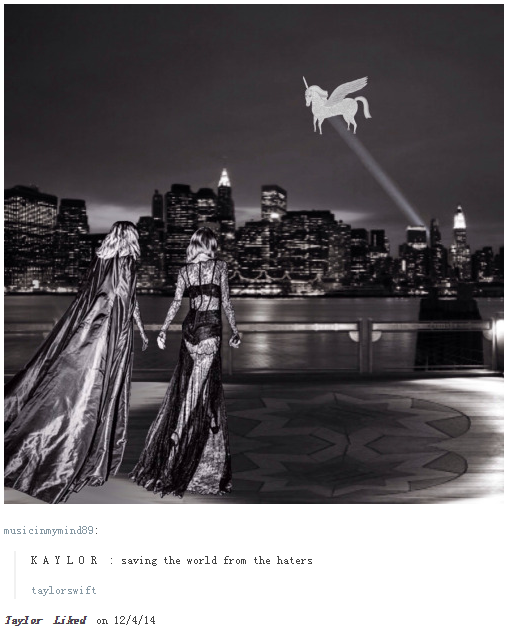 musicinmymind89:
K A Y L O R : saving the world from the haters
taylorswift
Taylor Liked on 12/4/14